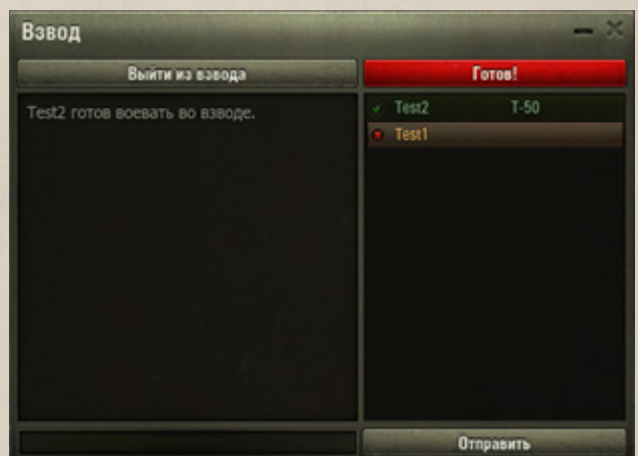 Взвод
Выйти из взвода
Готов!
Test2 готов воевать во взводе.
Test2 T-50
Test1
Отправить